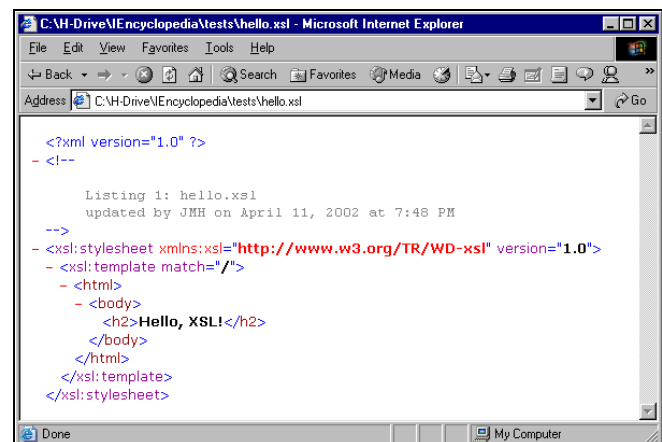 C:\H-Drive\IEncyclopedia\tests\hello.xsl - Microsoft Internet Explorer
File Edit View Favorites Tools Help
Back Search Favorites Media »
Address C:\H-Drive\IEncyclopedia\tests\hello.xsl Go
<?xml version="1.0" ?>
- <!--
Listing 1: hello.xsl
updated by JMH on April 11, 2002 at 7:48 PM
-->
- <xsl:stylesheet xmlns:xsl="http://www.w3.org/TR/WD-xsl" version="1.0">
- <xsl:template match="/">
- <html>
- <body>
<h2>Hello, XSL!</h2>
</body>
</html>
</xsl:template>
</xsl:stylesheet>
Done My Computer